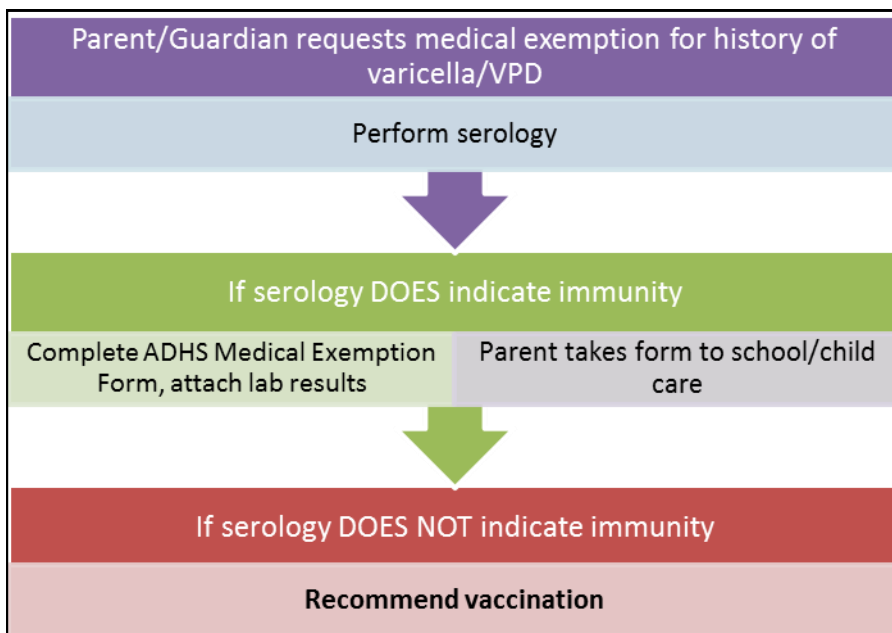 Parent/Guardian requests medical exemption for history of
varicella/VPD
Perform serology
If serology DOES indicate immunity
Complete ADHS Medical Exemption
Form, attach lab results
Parent takes form to school/child
care
If serology DOES NOT indicate immunity
Recommend vaccination